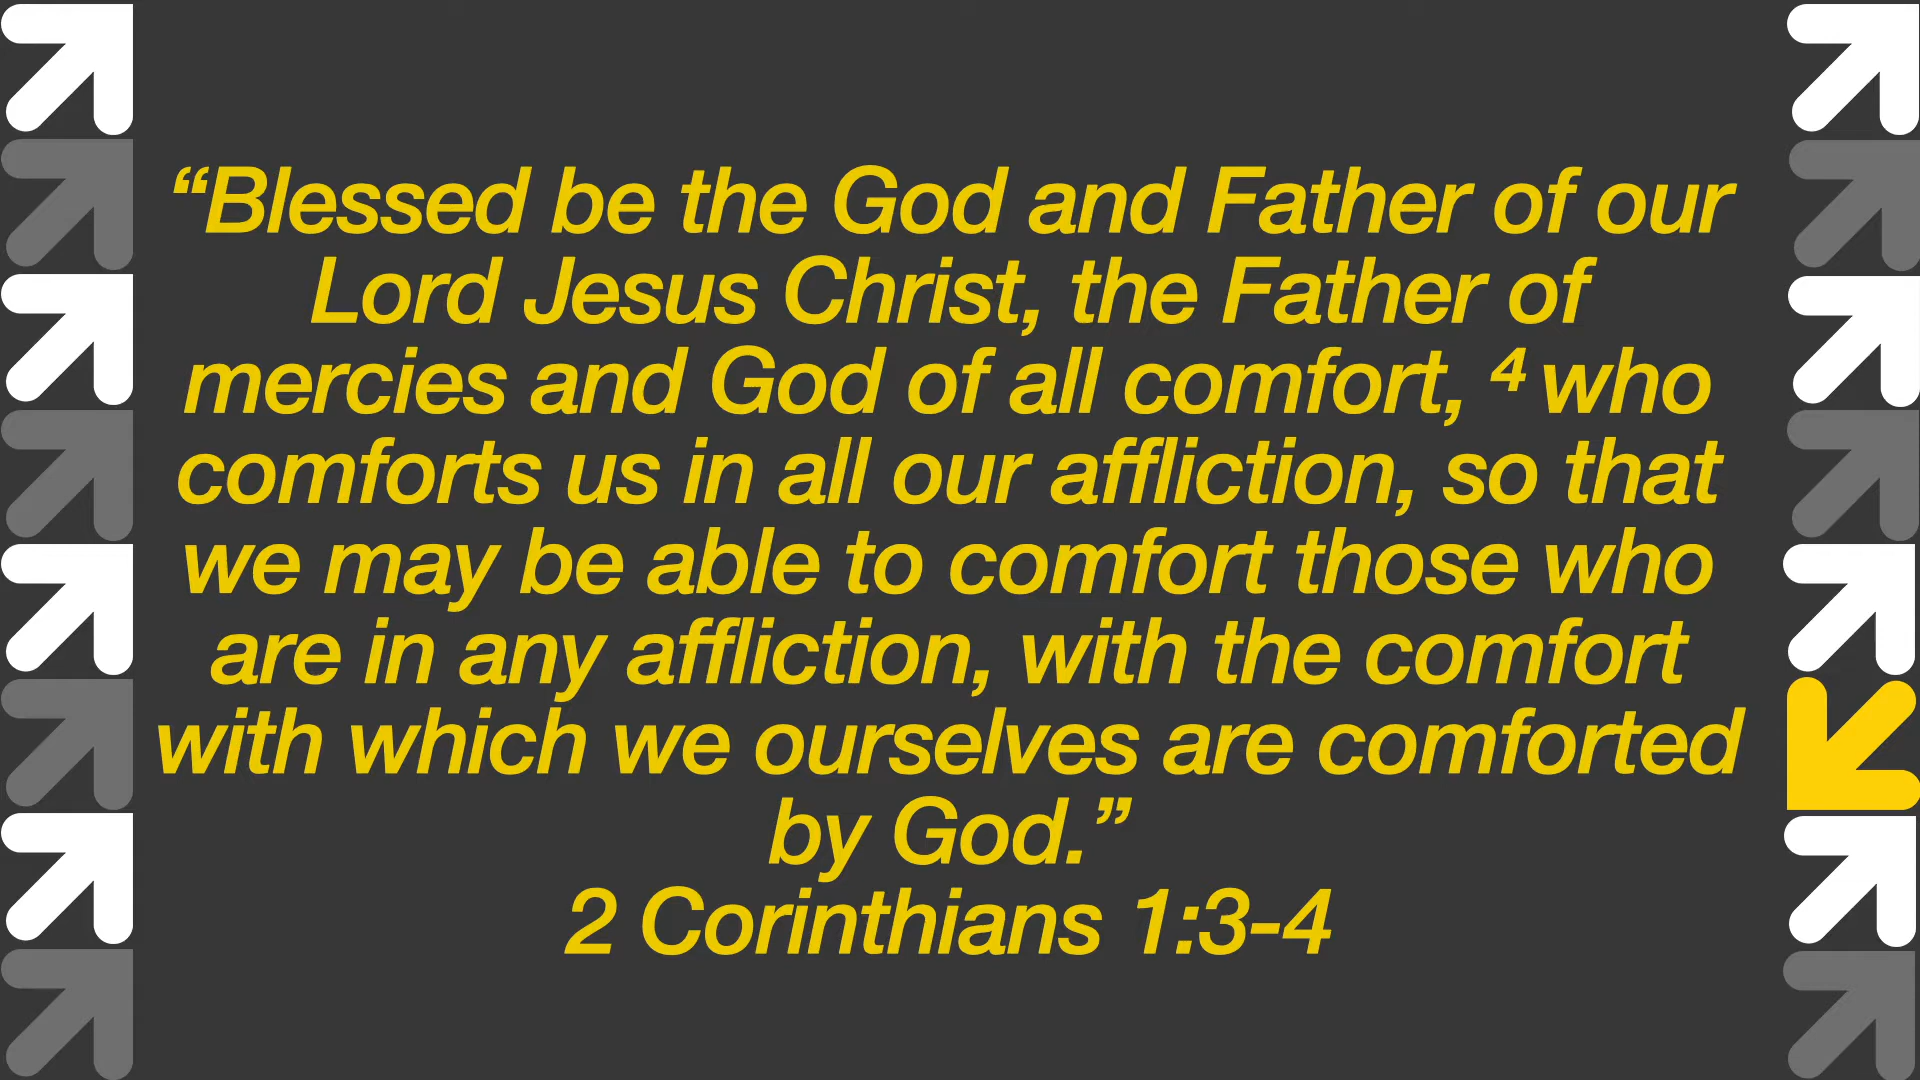 “Blessed be the God and Father of our
Lord Jesus Christ, the Father of
mercies and God of all comfort, ⁴ who
comforts us in all our affliction, so that
we may be able to comfort those who
are in any affliction, with the comfort
with which we ourselves are comforted
by God.”
2 Corinthians 1:3-4